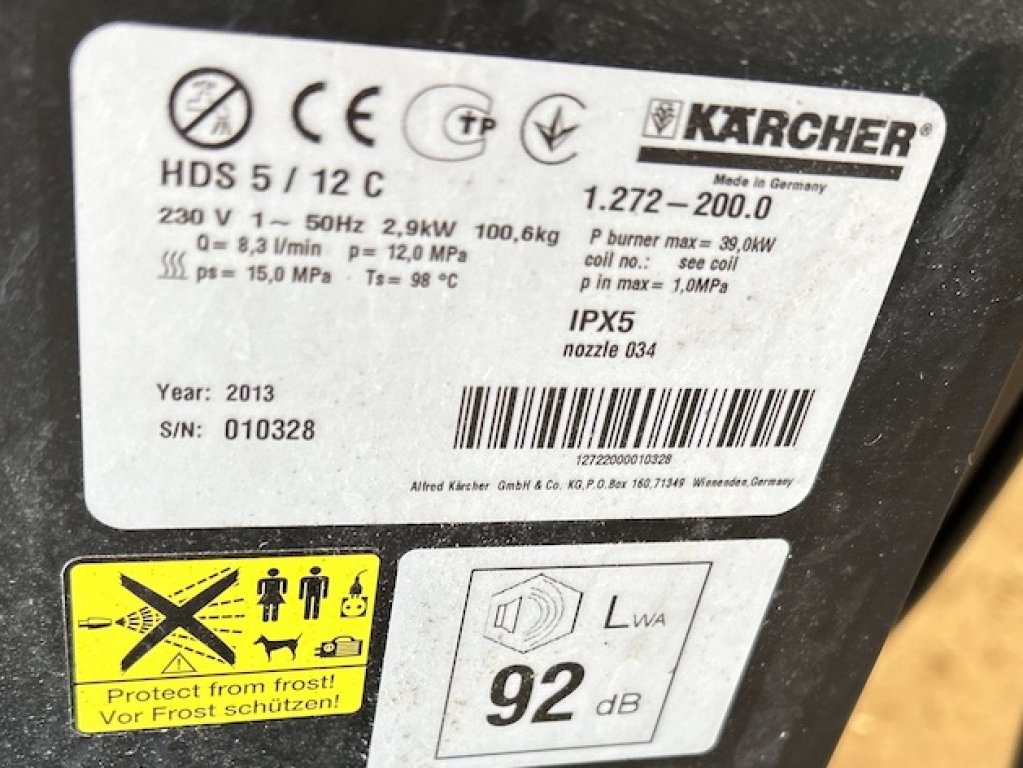 CE TP KÄRCHER®
Made in Germany
HDS 5 / 12 C
1.272-200.0
230 V 1~ 50Hz 2,9kW 100,6kg
Q= 8,3 l/min p= 12,0 MPa
ps= 15,0 MPa Ts= 98 °C
P burner max= 39,0kW
coil no.: see coil
p in max= 1,0MPa
IPX5
nozzle 034
Year: 2013
S/N: 010328
12722000010328
Alfred Kärcher GmbH & Co. KG,P.O.Box 160,71349 Winnenden,Germany
Protect from frost!
Vor Frost schützen!
LWA
92 dB